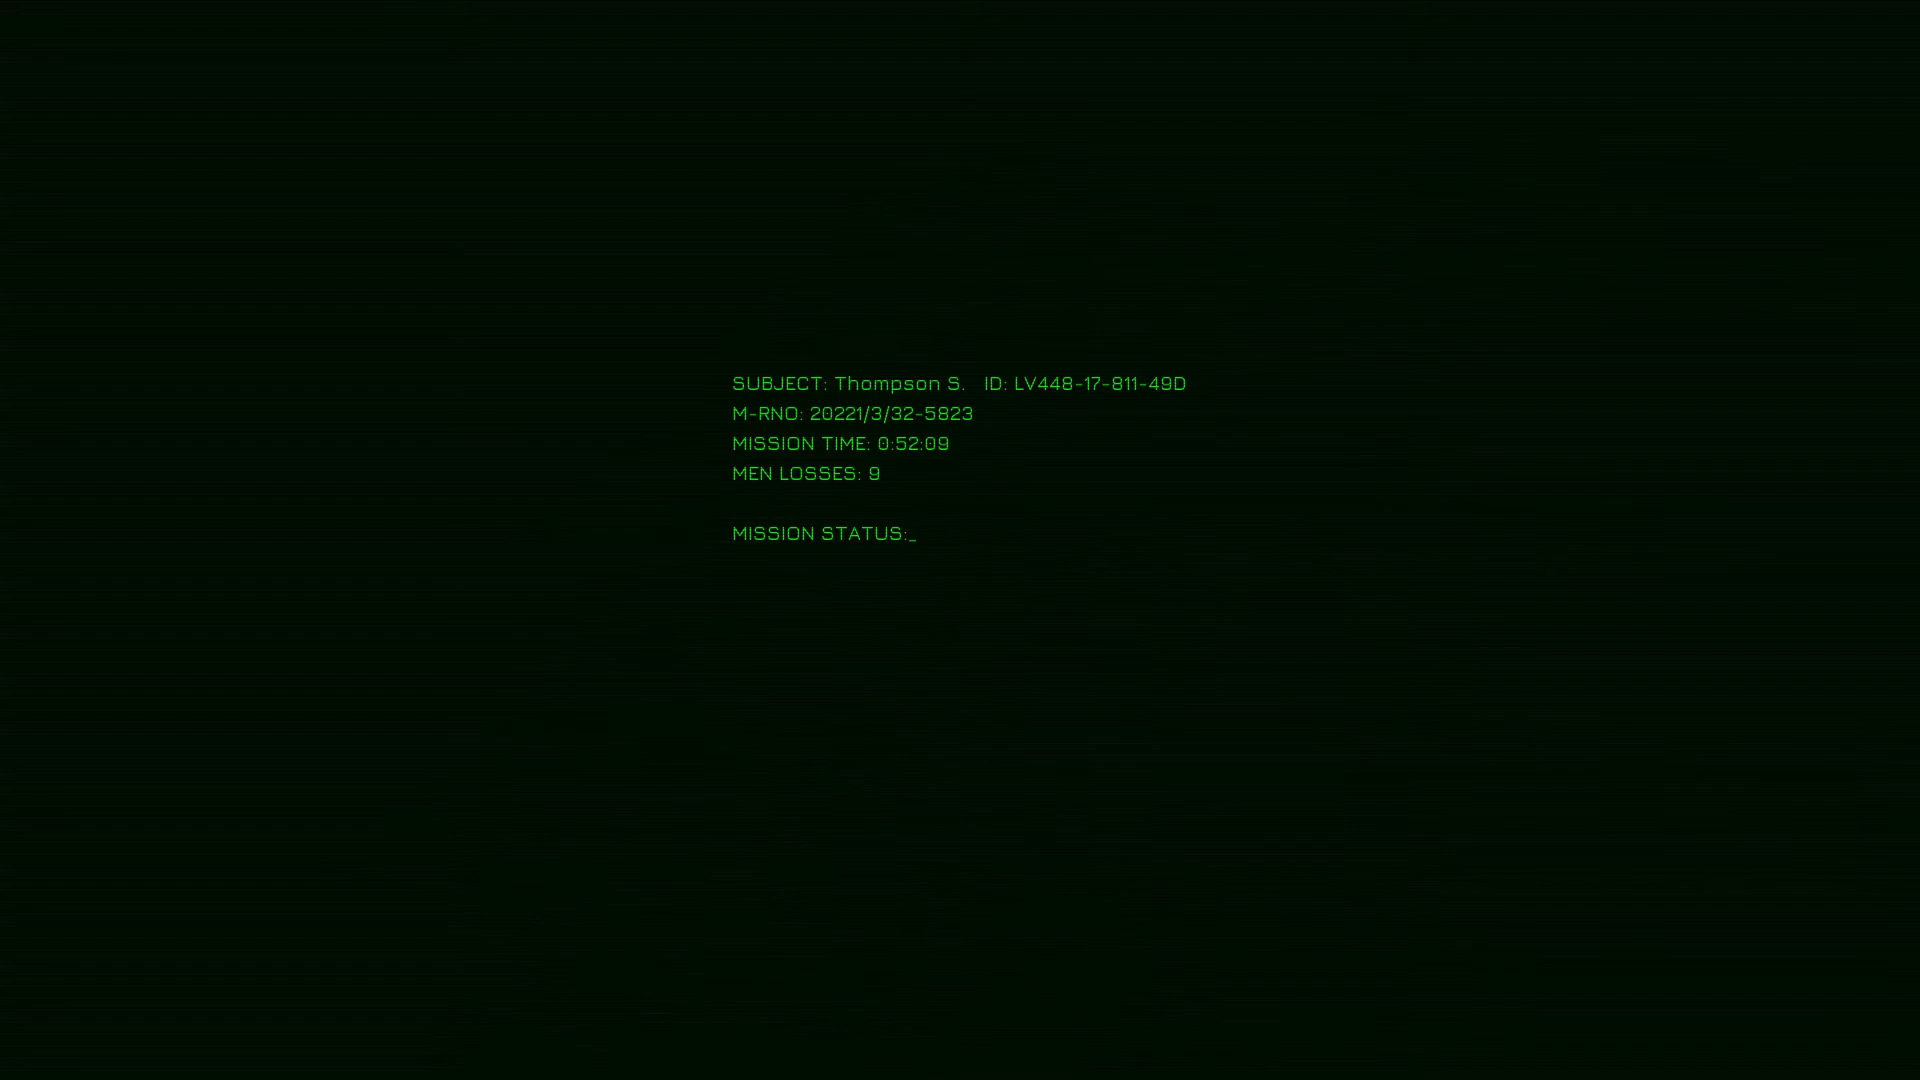 SUBJECT: Thompson S. ID: LV448-17-811-49D
M-RNO: 20221/3/32-5823
MISSION TIME: 0:52:09
MEN LOSSES: 9
MISSION STATUS:_